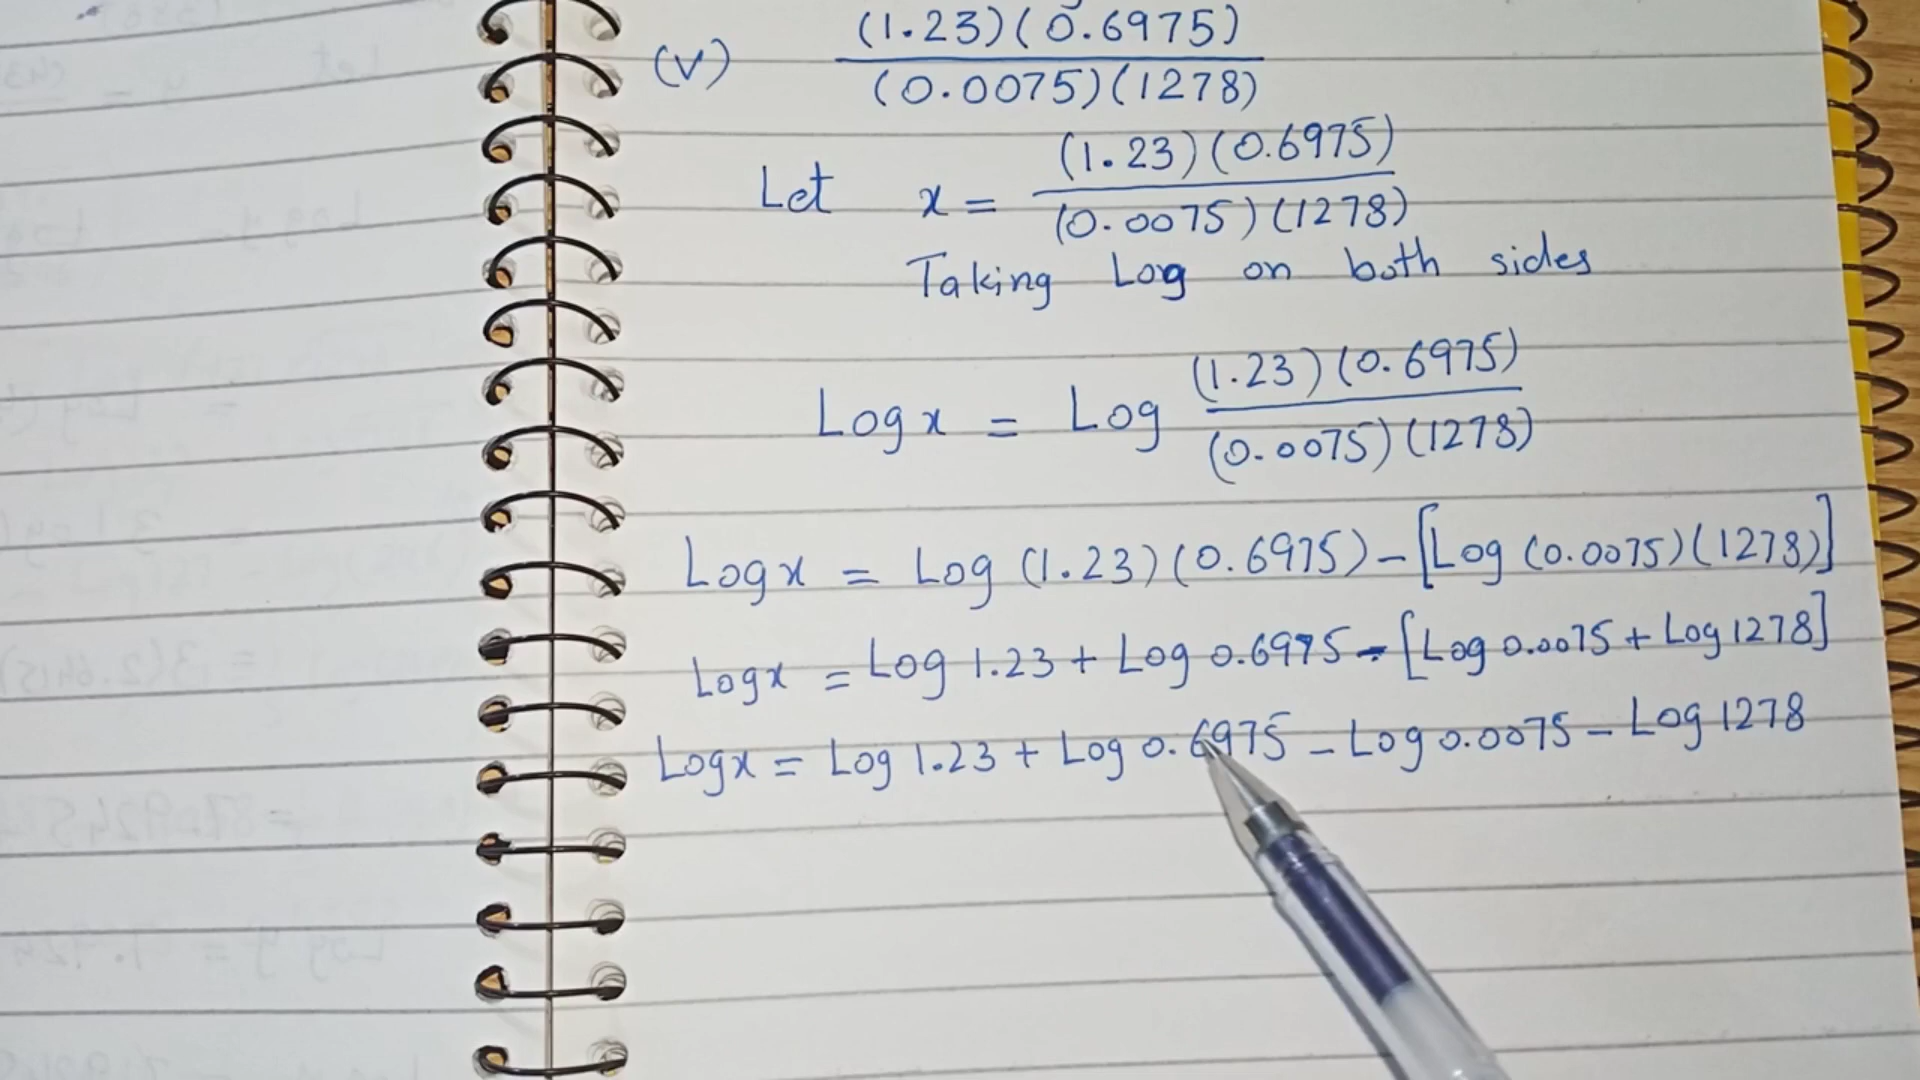 (v) (1.23)(0.6975)
(0.0075)(1278)
Let x = (1.23)(0.6975)
(0.0075)(1278)
Taking Log on both sides
Log x = Log (1.23)(0.6975)
(0.0075)(1278)
Log x = Log (1.23)(0.6975) - [Log (0.0075)(1278)]
Log x = Log 1.23 + Log 0.6975 - [Log 0.0075 + Log 1278]
Log x = Log 1.23 + Log 0.6975 - Log 0.0075 - Log 1278